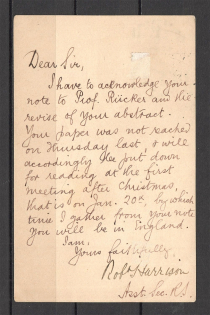 Dear Sir,
I have to acknowledge your
note to Prof. Rücker and the
revise of your abstract.
Your paper was not reached
on Thursday last, & will
accordingly be put down
for reading at the first
meeting after Christmas,
that is on Jan. 20th, by which
time I gather from your note
you will be in England.
I am,
Yours faithfully,
Robt Harrison
Asst. Sec. R.S.